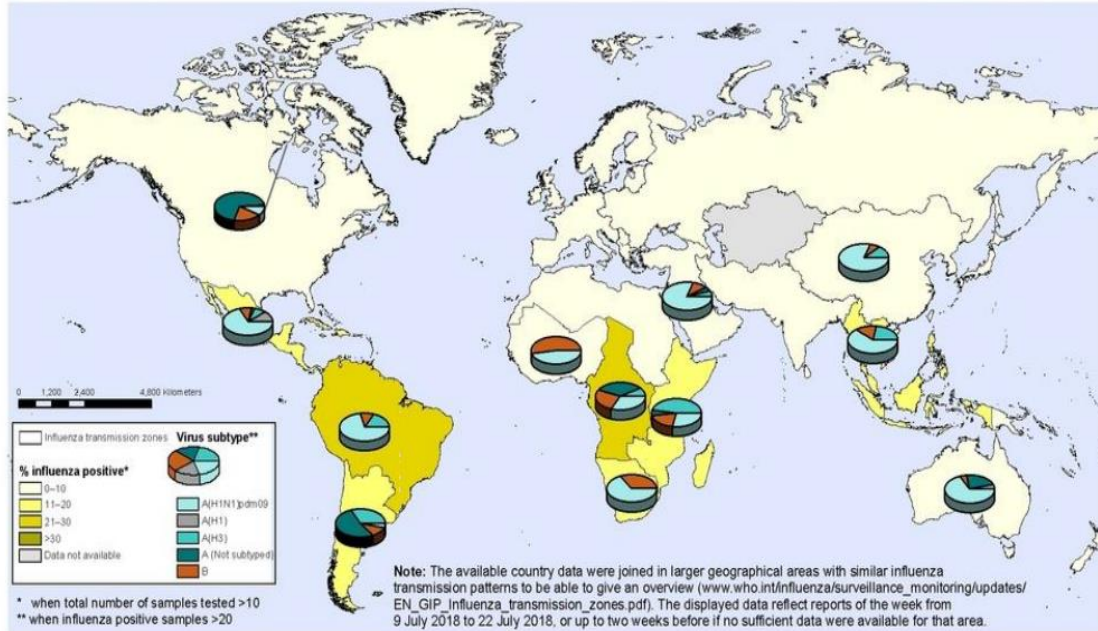 0 1,200 2,400 4,800 Kilometers
Influenza transmission zones
% influenza positive*
0–10
11–20
21–30
>30
Data not available
Virus subtype**
A(H1N1)pdm09
A(H1)
A(H3)
A (Not subtyped)
B
* when total number of samples tested >10
** when influenza positive samples >20
Note: The available country data were joined in larger geographical areas with similar influenza
transmission patterns to be able to give an overview (www.who.int/influenza/surveillance_monitoring/updates/
EN_GIP_Influenza_transmission_zones.pdf). The displayed data reflect reports of the week from
9 July 2018 to 22 July 2018, or up to two weeks before if no sufficient data were available for that area.